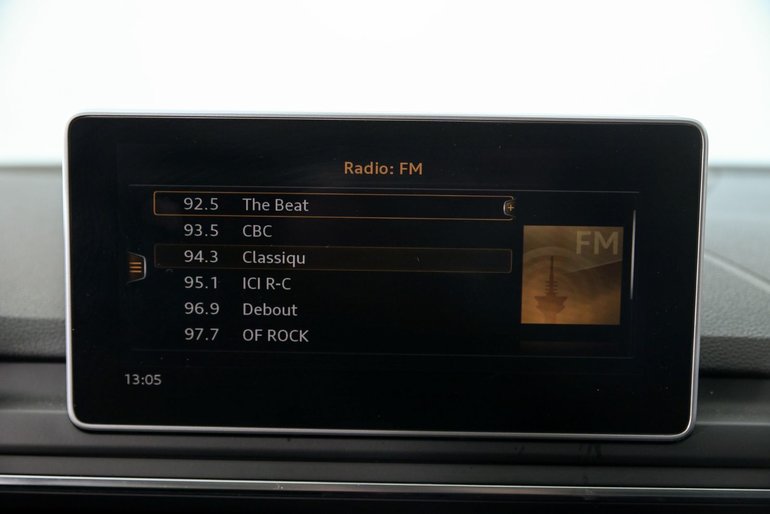 Radio: FM
92.5 The Beat
93.5 CBC
94.3 Classiqu
95.1 ICI R-C
96.9 Debout
97.7 OF ROCK
FM
13:05